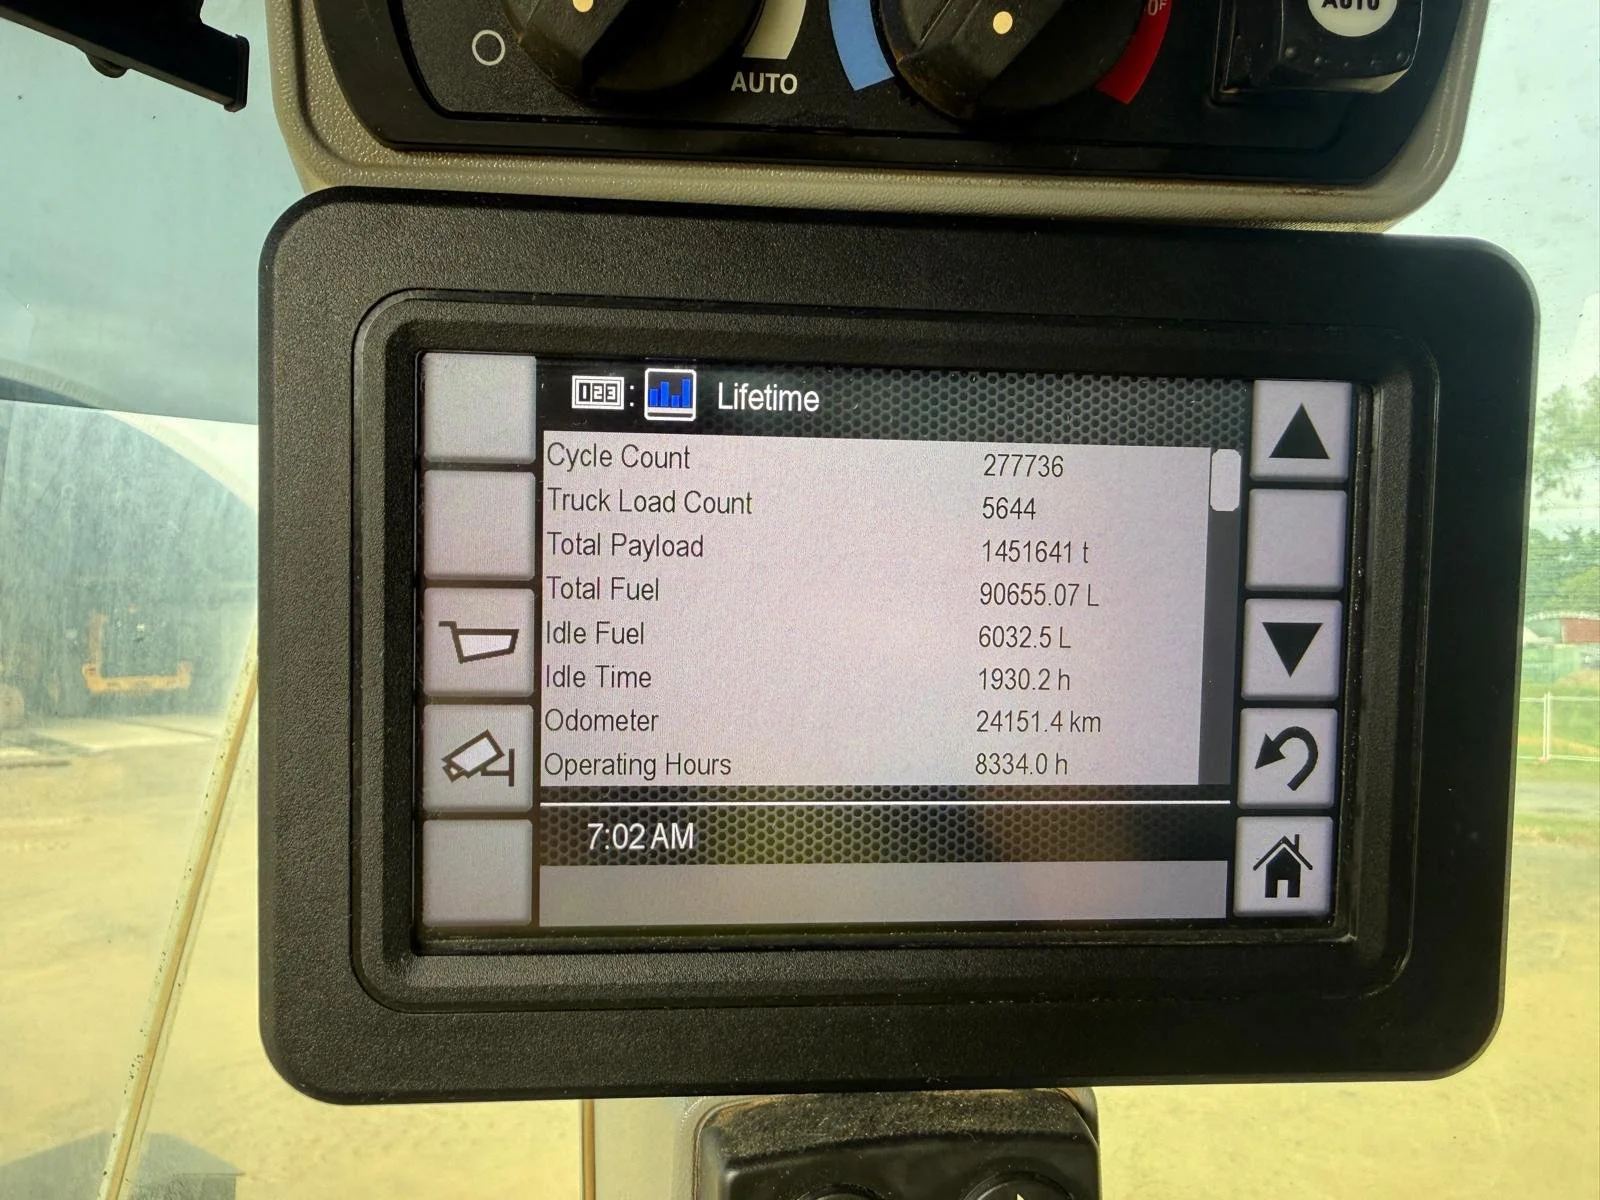 AUTO
°F
AUTO
123 : Lifetime
Cycle Count 277736
Truck Load Count 5644
Total Payload 1451641 t
Total Fuel 90655.07 L
Idle Fuel 6032.5 L
Idle Time 1930.2 h
Odometer 24151.4 km
Operating Hours 8334.0 h
7:02 AM